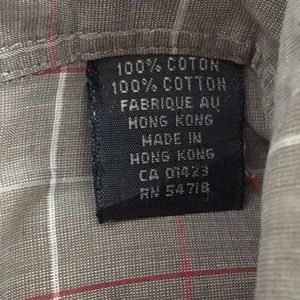 100% COTON
100% COTTON
FABRIQUE AU
HONG KONG
MADE IN
HONG KONG
CA 01423
RN 54718